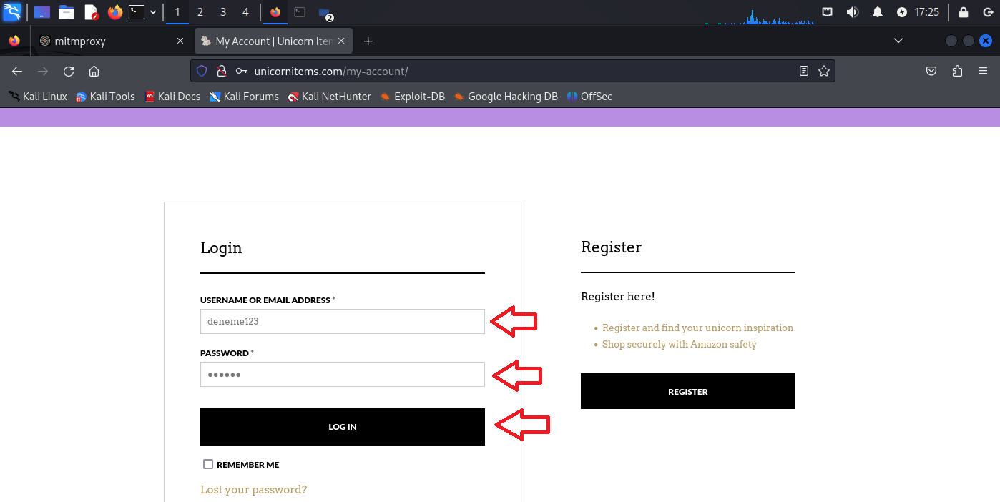 1 2 3 4
2
17:25
mitmproxy
My Account | Unicorn Item
unicornitems.com/my-account/
Kali Linux Kali Tools Kali Docs Kali Forums Kali NetHunter Exploit-DB Google Hacking DB OffSec
Login
USERNAME OR EMAIL ADDRESS *
deneme123
PASSWORD *
••••••
LOG IN
REMEMBER ME
Lost your password?
Register
Register here!
• Register and find your unicorn inspiration
• Shop securely with Amazon safety
REGISTER